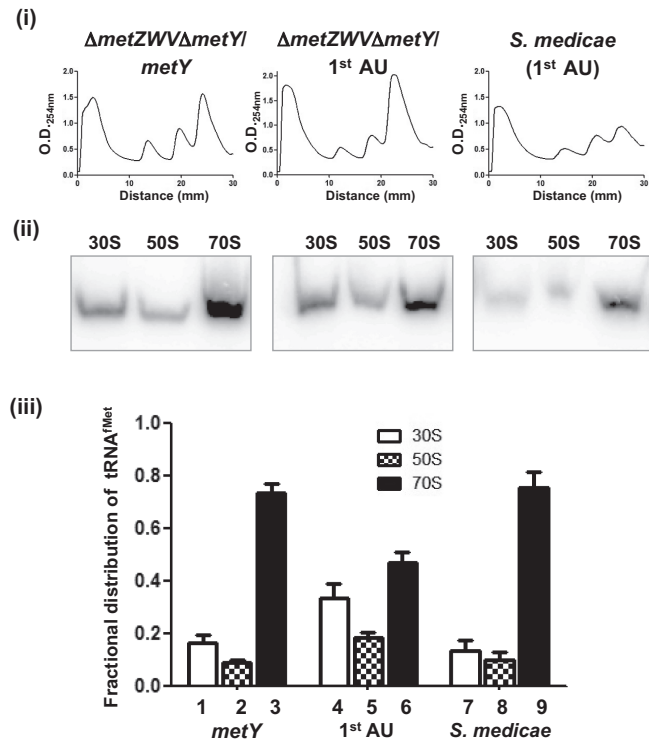 (i)
ΔmetZWVΔmetY/
metY
ΔmetZWVΔmetY/
1st AU
S. medicae
(1st AU)
O.D.254nm
2.0
1.5
1.0
0.5
0.0
0 10 20 30
Distance (mm)
O.D.254nm
2.0
1.5
1.0
0.5
0.0
0 10 20 30
Distance (mm)
O.D.254nm
2.0
1.5
1.0
0.5
0.0
0 10 20 30
Distance (mm)
(ii)
30S 50S 70S
30S 50S 70S
30S 50S 70S
(iii)
Fractional distribution of tRNAfMet
1.0
0.8
0.6
0.4
0.2
0.0
30S
50S
70S
1 2 3 4 5 6 7 8 9
metY 1st AU S. medicae